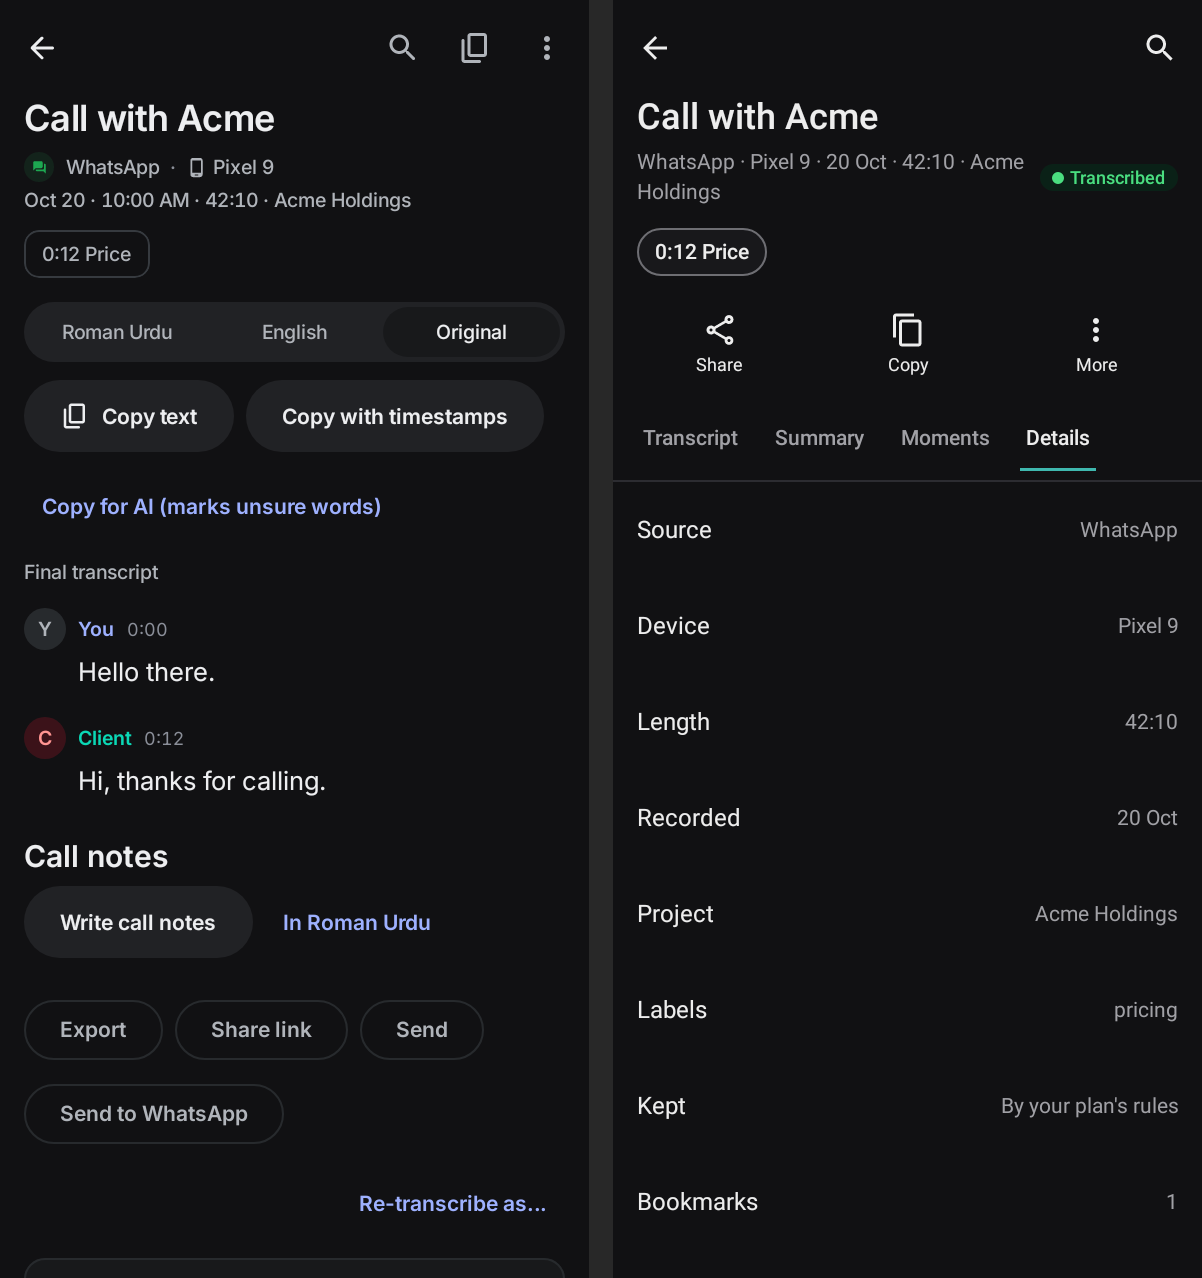 Call with Acme
WhatsApp · Pixel 9
Oct 20 · 10:00 AM · 42:10 · Acme Holdings
0:12 Price
Roman Urdu
English
Original
Copy text
Copy with timestamps
Copy for AI (marks unsure words)
Final transcript
Y You 0:00
Hello there.
C Client 0:12
Hi, thanks for calling.
Call notes
Write call notes
In Roman Urdu
Export
Share link
Send
Send to WhatsApp
Re-transcribe as...
Call with Acme
WhatsApp · Pixel 9 · 20 Oct · 42:10 · Acme
Holdings
Transcribed
0:12 Price
Share
Copy
More
Transcript
Summary
Moments
Details
Source WhatsApp
Device Pixel 9
Length 42:10
Recorded 20 Oct
Project Acme Holdings
Labels pricing
Kept By your plan's rules
Bookmarks 1